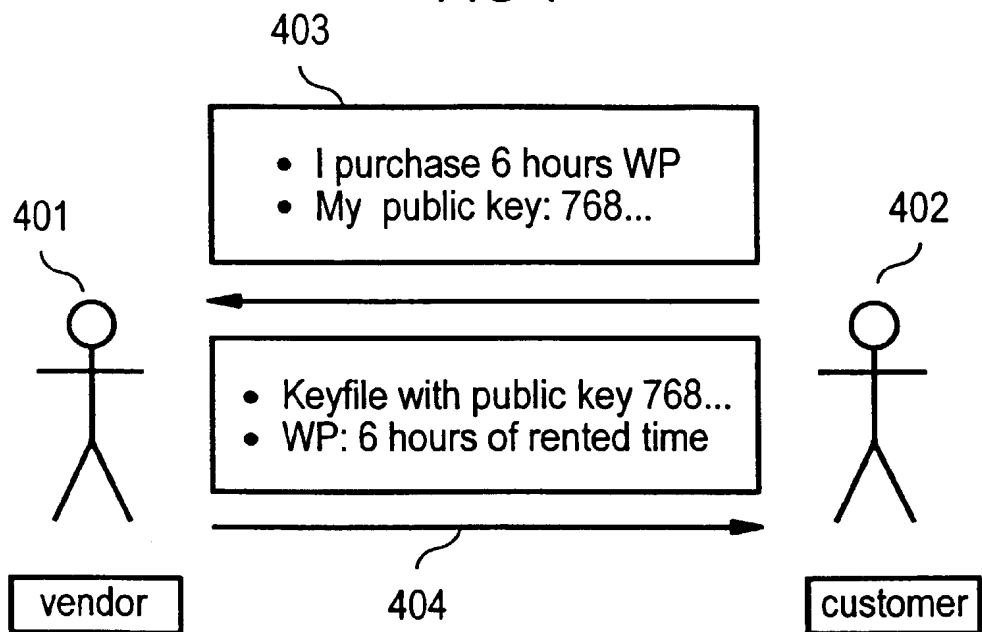 403
• I purchase 6 hours WP
• My public key: 768...
401
402
• Keyfile with public key 768...
• WP: 6 hours of rented time
404
vendor
customer